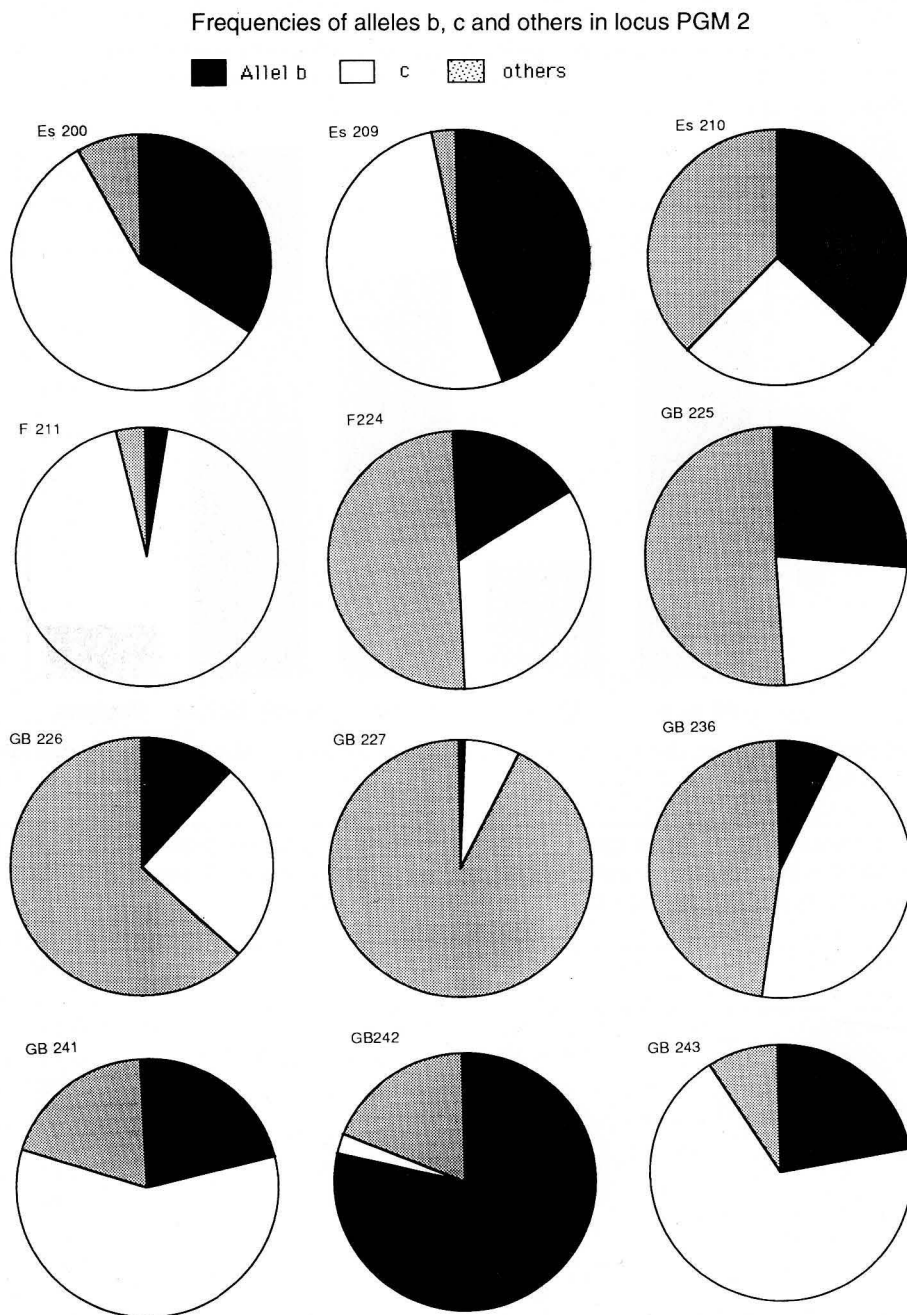 Frequencies of alleles b, c and others in locus PGM 2
Allel b c others
Es 200 Es 209 Es 210
F 211 F224 GB 225
GB 226 GB 227 GB 236
GB 241 GB242 GB 243